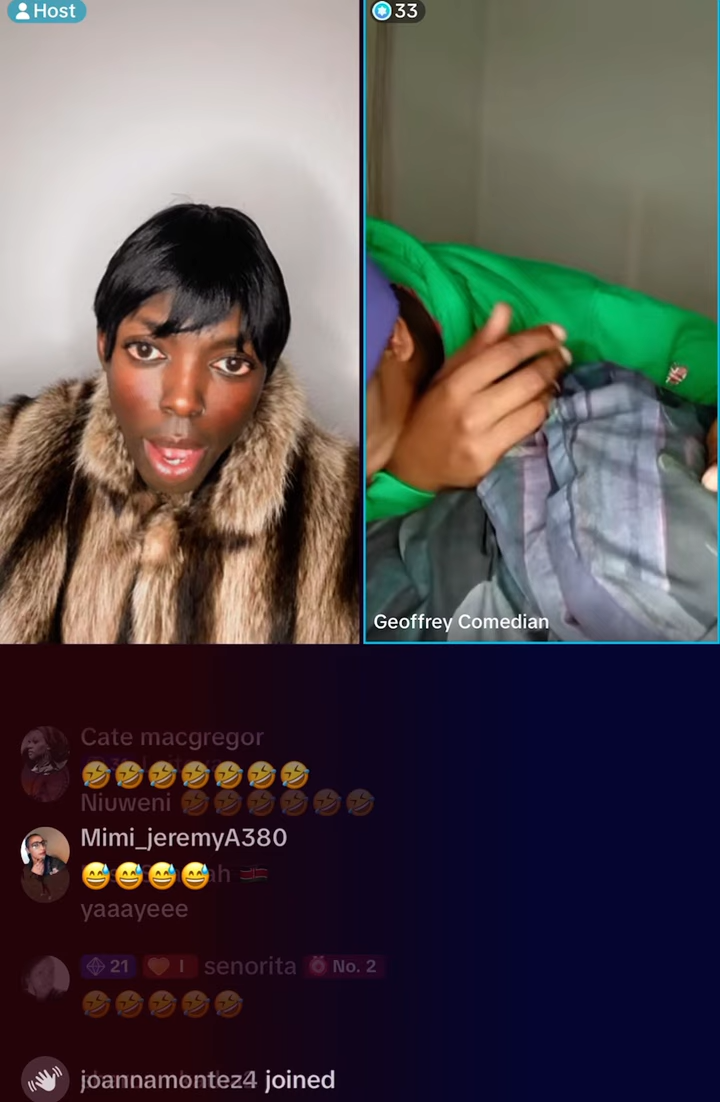 Host
33
Geoffrey Comedian
Cate macgregor
🤣🤣🤣🤣🤣🤣🤣
Niuweni 🤣🤣🤣🤣🤣🤣
Mimi_jeremyA380
😅😅😅😅
yaaayeee
21 I senorita No. 2
🤣🤣🤣🤣🤣
joannamontez4 joined